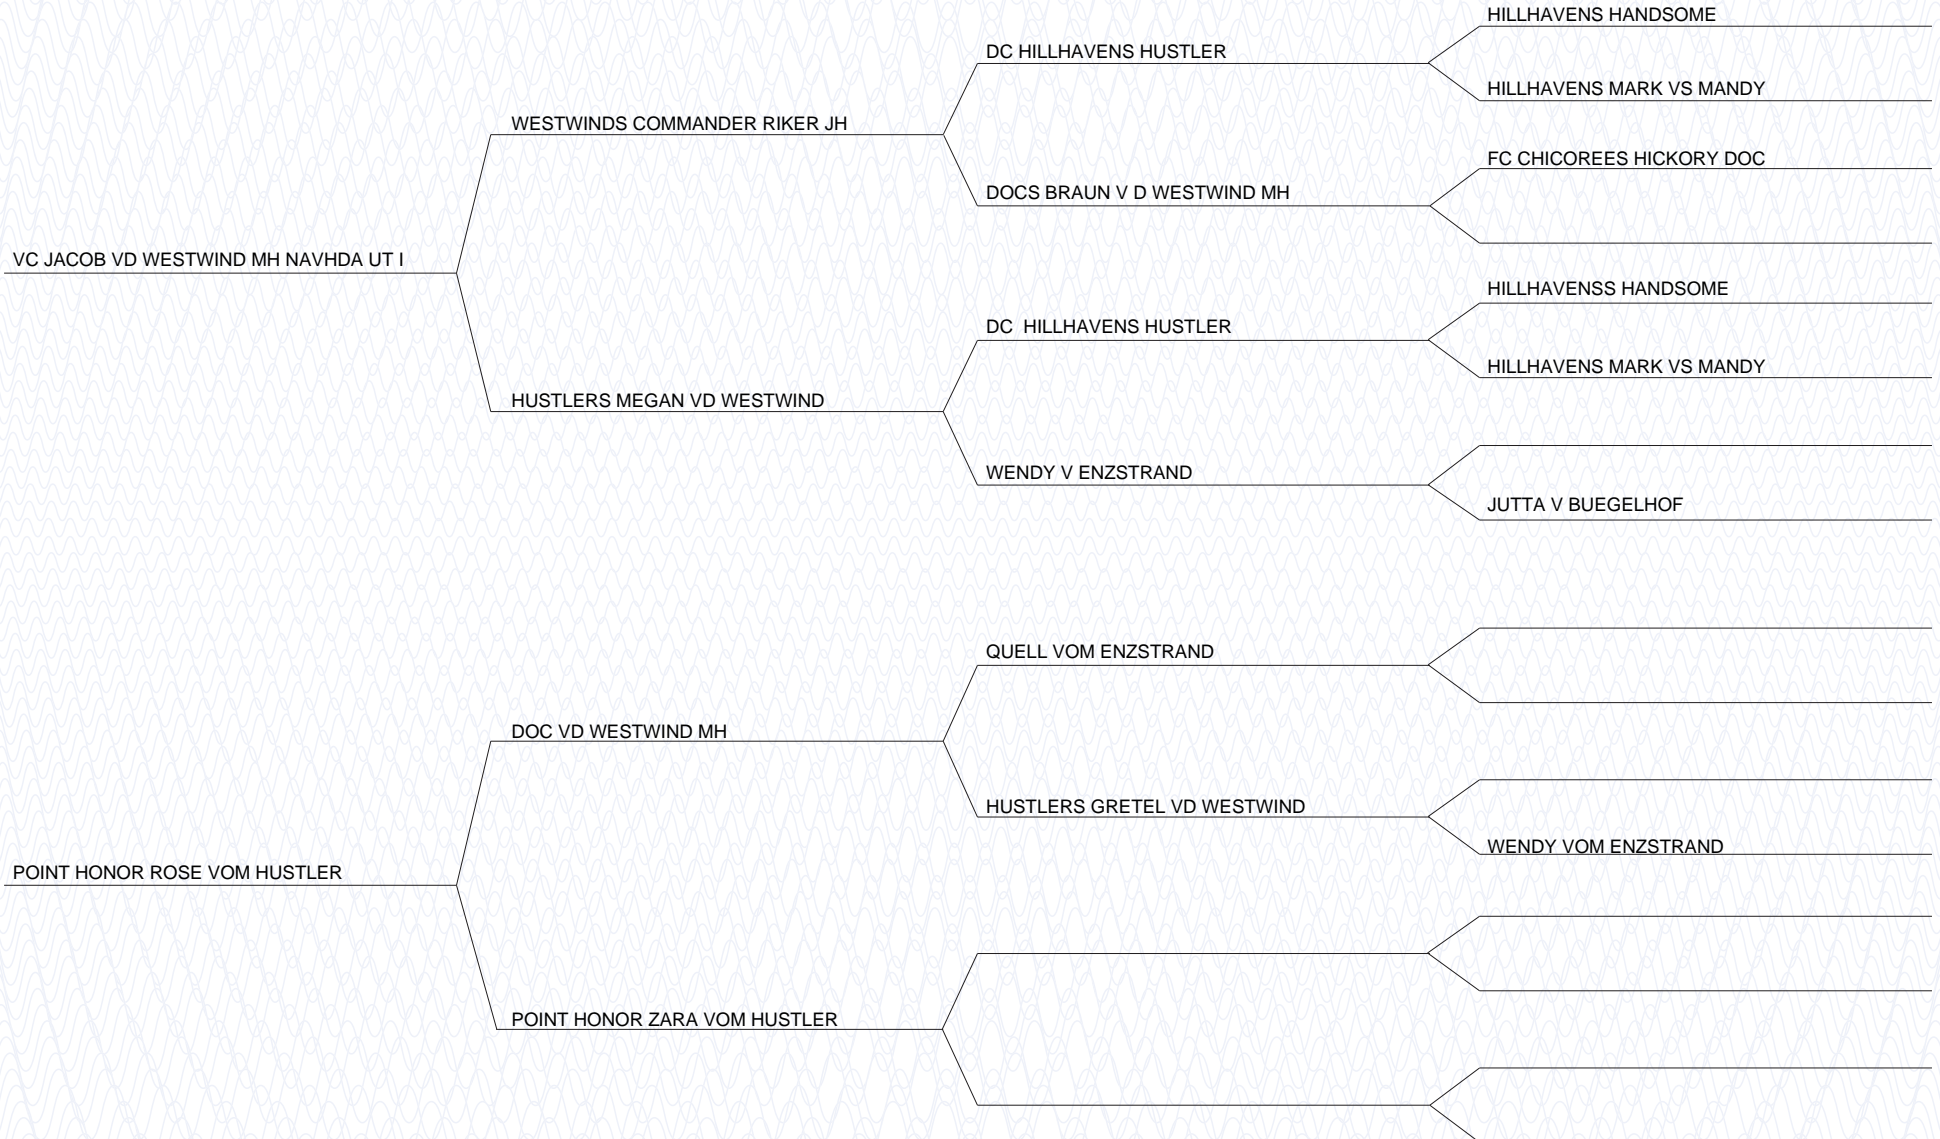 HILLHAVENS HANDSOME
DC HILLHAVENS HUSTLER
HILLHAVENS MARK VS MANDY
WESTWINDS COMMANDER RIKER JH
FC CHICOREES HICKORY DOC
DOCS BRAUN V D WESTWIND MH
VC JACOB VD WESTWIND MH NAVHDA UT I
HILLHAVENSS HANDSOME
DC  HILLHAVENS HUSTLER
HILLHAVENS MARK VS MANDY
HUSTLERS MEGAN VD WESTWIND
WENDY V ENZSTRAND
JUTTA V BUEGELHOF
QUELL VOM ENZSTRAND
DOC VD WESTWIND MH
HUSTLERS GRETEL VD WESTWIND
WENDY VOM ENZSTRAND
POINT HONOR ROSE VOM HUSTLER
POINT HONOR ZARA VOM HUSTLER